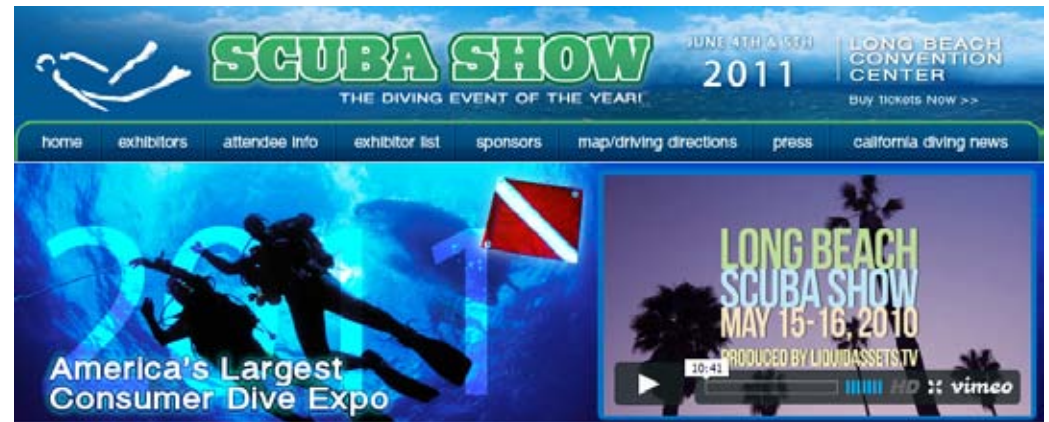 SCUBA SHOW
THE DIVING EVENT OF THE YEAR!
JUNE 4TH & 5TH
2011
LONG BEACH
CONVENTION
CENTER
Buy Tickets Now >>
home exhibitors attendee info exhibitor list sponsors map/driving directions press california diving news
2011
America's Largest
Consumer Dive Expo
LONG BEACH
SCUBA SHOW
MAY 15-16, 2010
PRODUCED BY LIQUIDASSETS.TV
10:41
HD vimeo